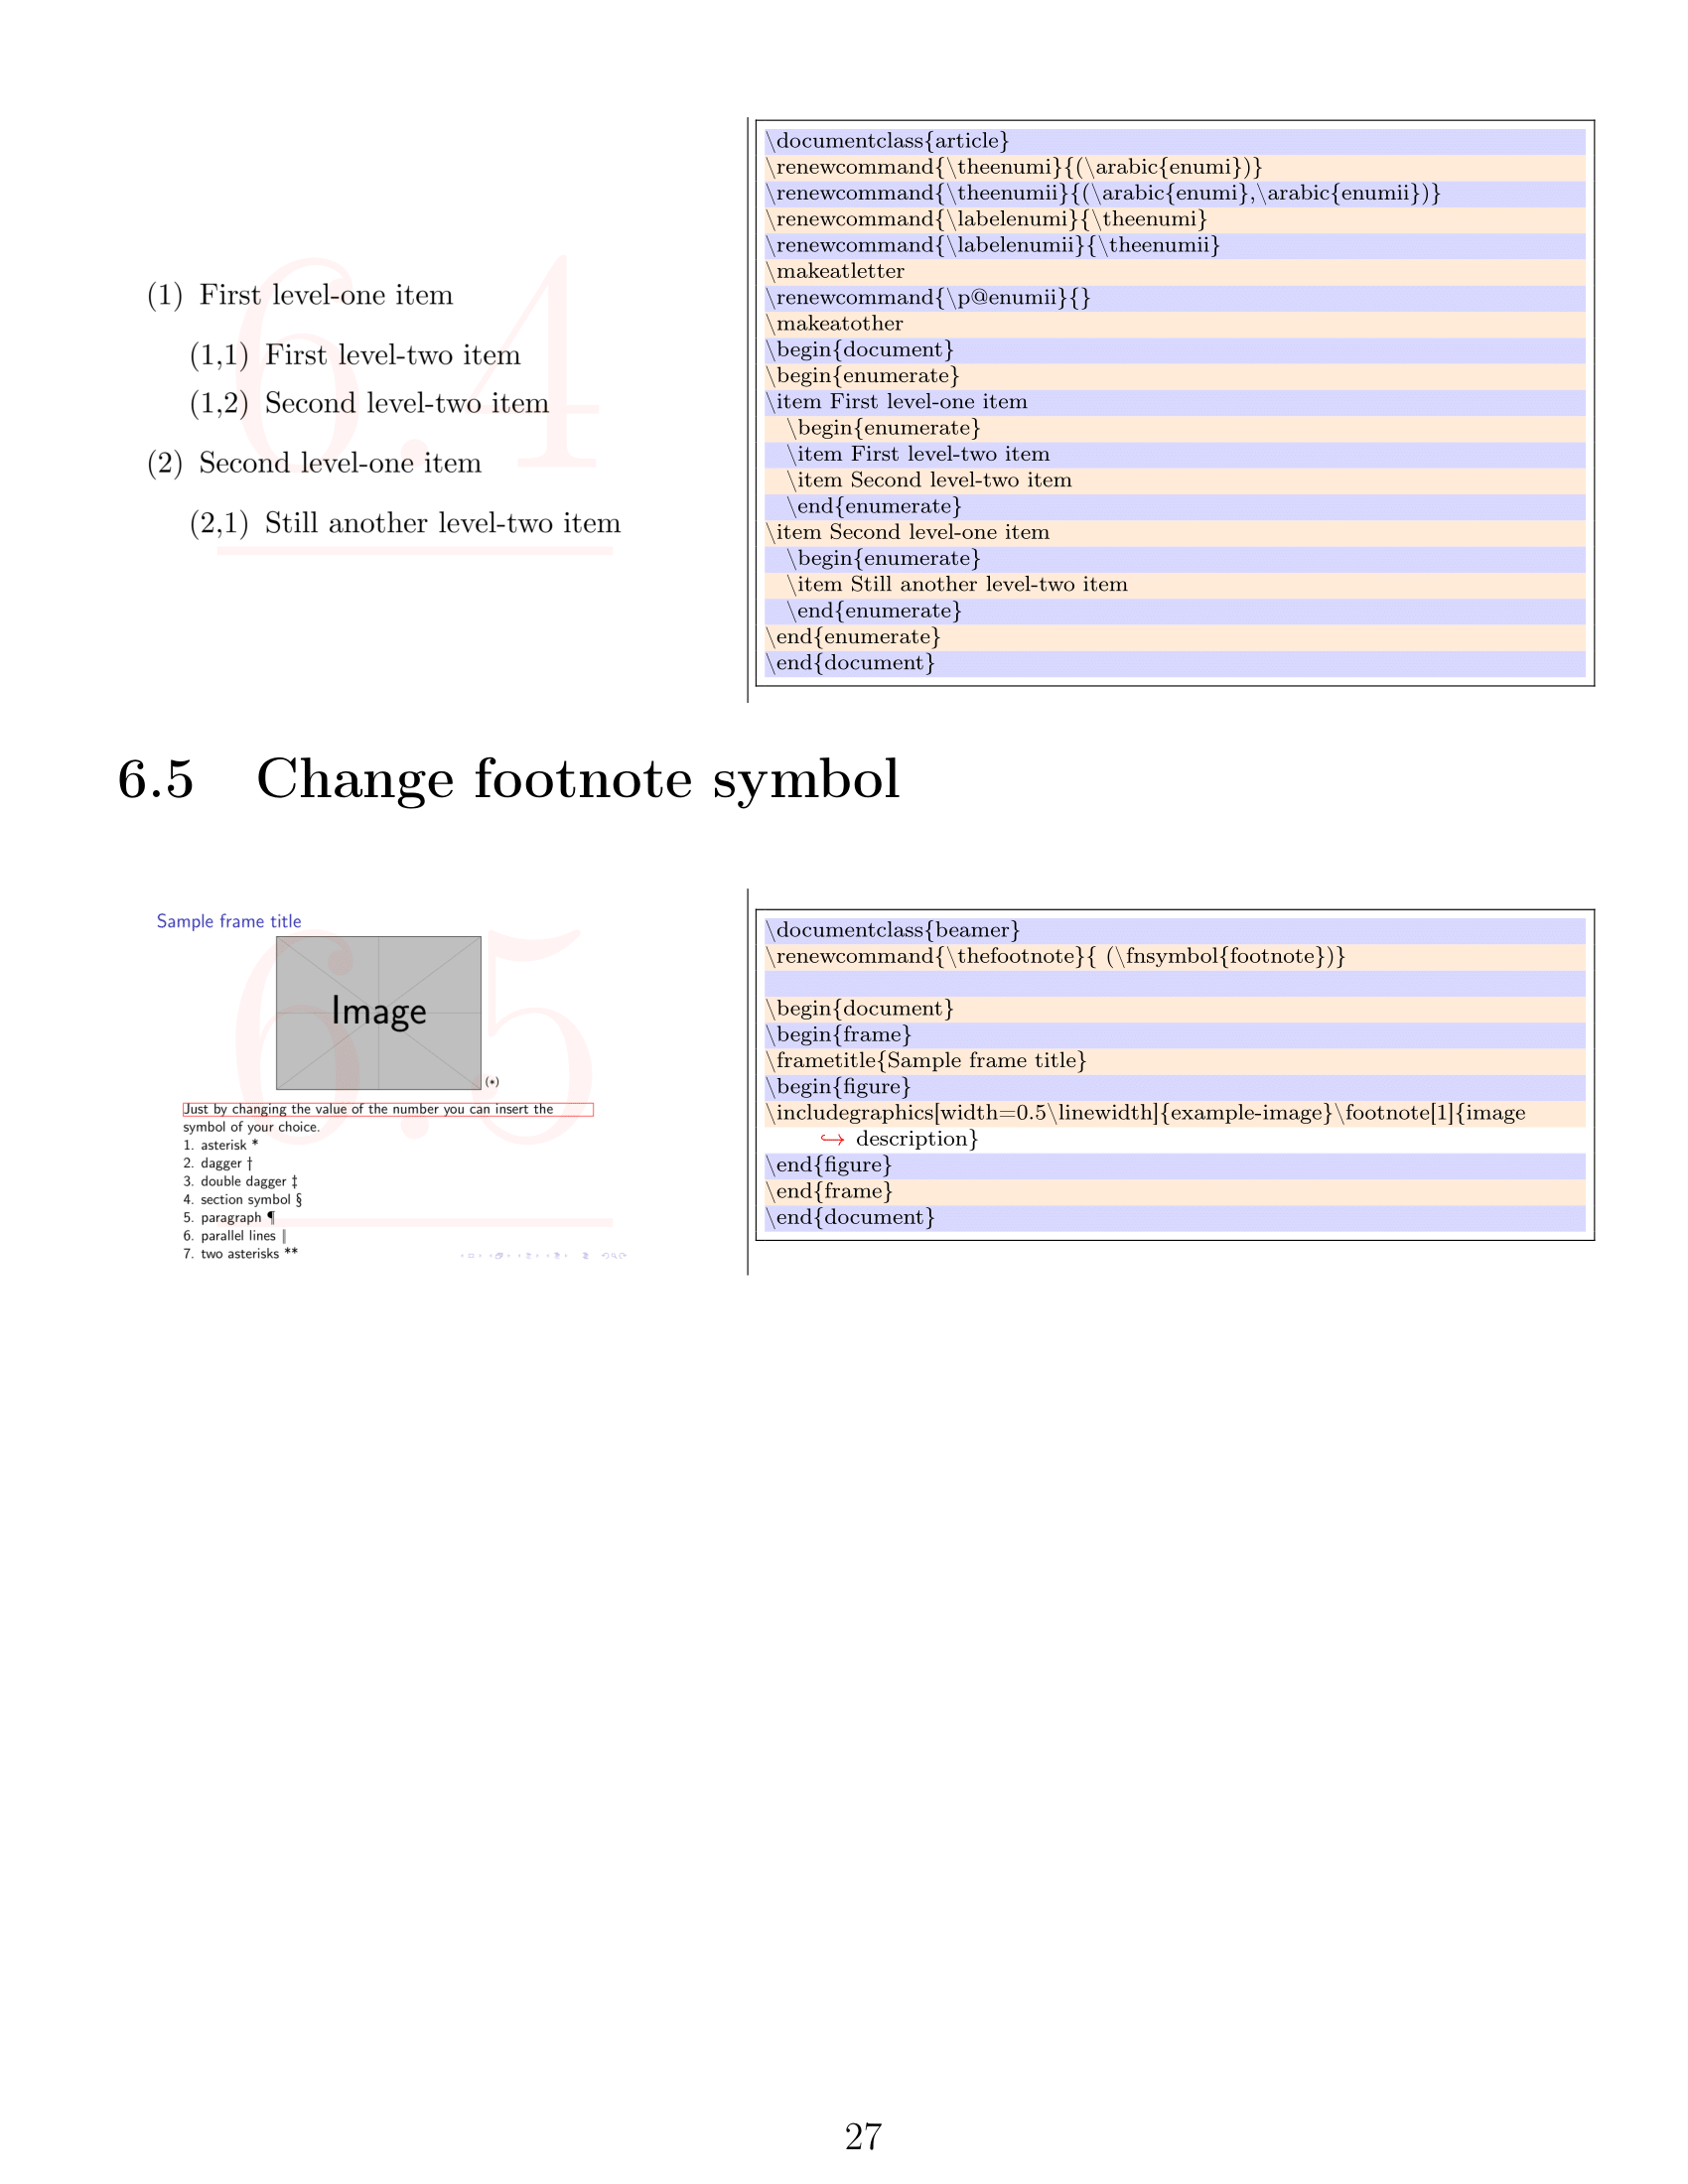 (1) First level-one item
(1,1) First level-two item
(1,2) Second level-two item
(2) Second level-one item
(2,1) Still another level-two item
6.4
\documentclass{article}
\renewcommand{\theenumi}{(\arabic{enumi})}
\renewcommand{\theenumii}{(\arabic{enumi},\arabic{enumii})}
\renewcommand{\labelenumi}{\theenumi}
\renewcommand{\labelenumii}{\theenumii}
\makeatletter
\renewcommand{\p@enumii}{}
\makeatother
\begin{document}
\begin{enumerate}
\item First level-one item
\begin{enumerate}
\item First level-two item
\item Second level-two item
\end{enumerate}
\item Second level-one item
\begin{enumerate}
\item Still another level-two item
\end{enumerate}
\end{enumerate}
\end{document}
6.5 Change footnote symbol
Sample frame title
Image
(*)
Just by changing the value of the number you can insert the
symbol of your choice.
1. asterisk *
2. dagger †
3. double dagger ‡
4. section symbol §
5. paragraph ¶
6. parallel lines ∥
7. two asterisks **
6.5
\documentclass{beamer}
\renewcommand{\thefootnote}{ (\fnsymbol{footnote})}
\begin{document}
\begin{frame}
\frametitle{Sample frame title}
\begin{figure}
\includegraphics[width=0.5\linewidth]{example-image}\footnote[1]{image
↪ description}
\end{figure}
\end{frame}
\end{document}
27